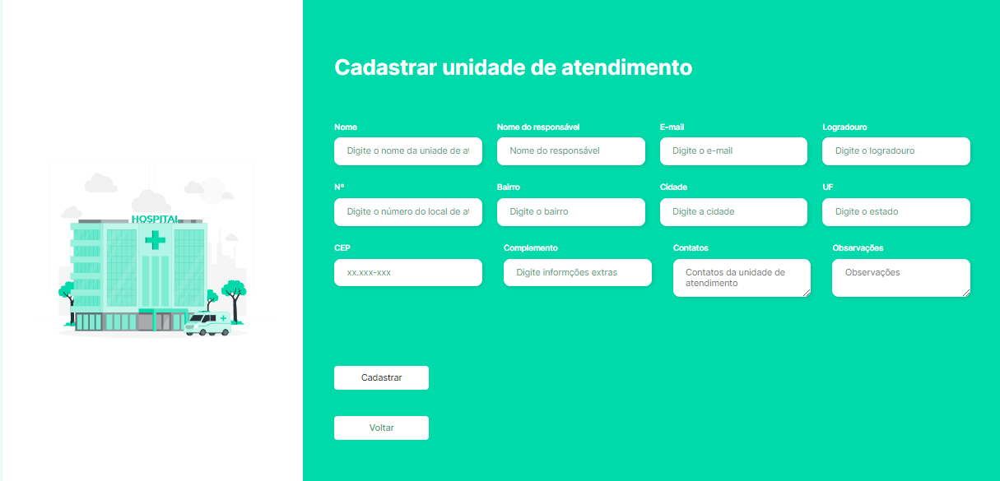 Cadastrar unidade de atendimento
Nome
Nome do responsável
E-mail
Logradouro
Digite o nome da uniade de at
Nome do responsável
Digite o e-mail
Digite o logradouro
Nº
Bairro
Cidade
UF
Digite o número do local de at
Digite o bairro
Digite a cidade
Digite o estado
CEP
Complemento
Contatos
Observações
xx.xxx-xxx
Digite informções extras
Contatos da unidade de
atendimento
Observações
HOSPITAL
Cadastrar
Voltar